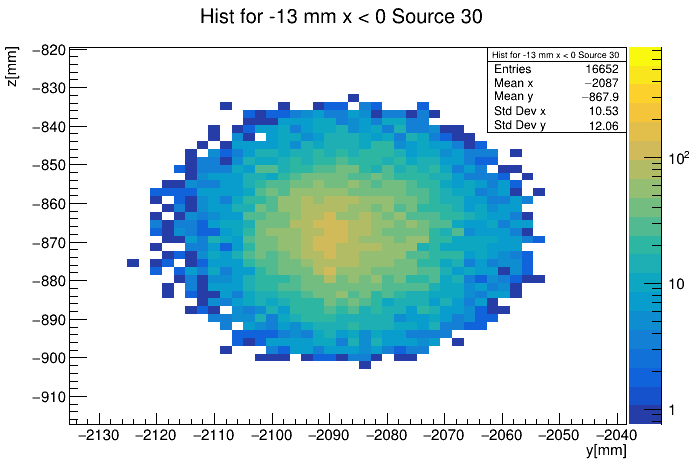 Hist for -13 mm x < 0 Source 30
z[mm]
Hist for -13 mm x < 0 Source 30
Entries 16652
Mean x −2087
Mean y −867.9
Std Dev x 10.53
Std Dev y 12.06
−820
−830
−840
−850
−860
−870
−880
−890
−900
−910
10²
10
1
−2130 −2120 −2110 −2100 −2090 −2080 −2070 −2060 −2050 −2040
y[mm]